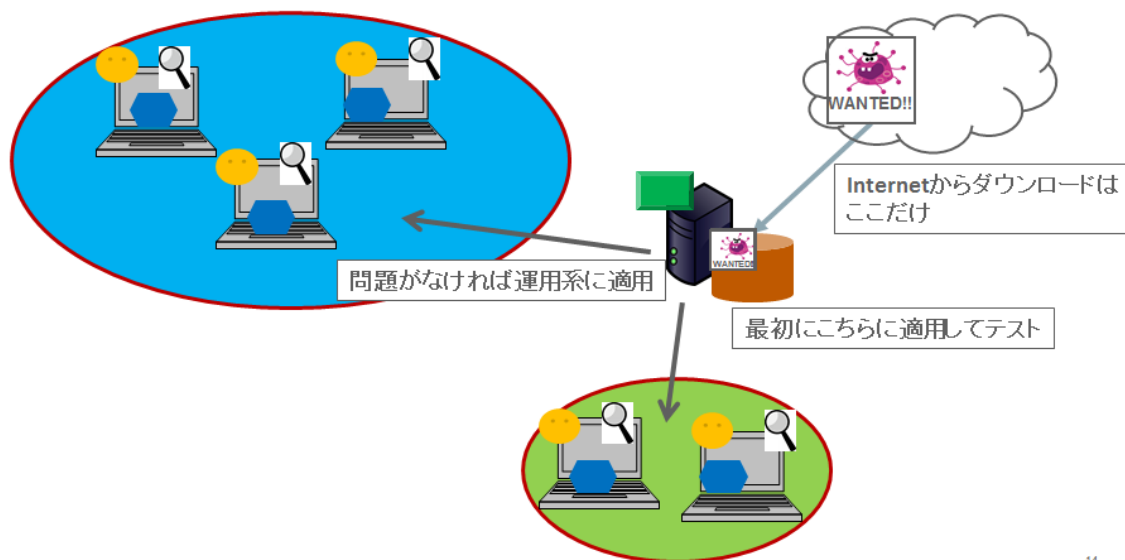 WANTED!!
Internetからダウンロードは
ここだけ
WANTED!!
問題がなければ運用系に適用
最初にこちらに適用してテスト